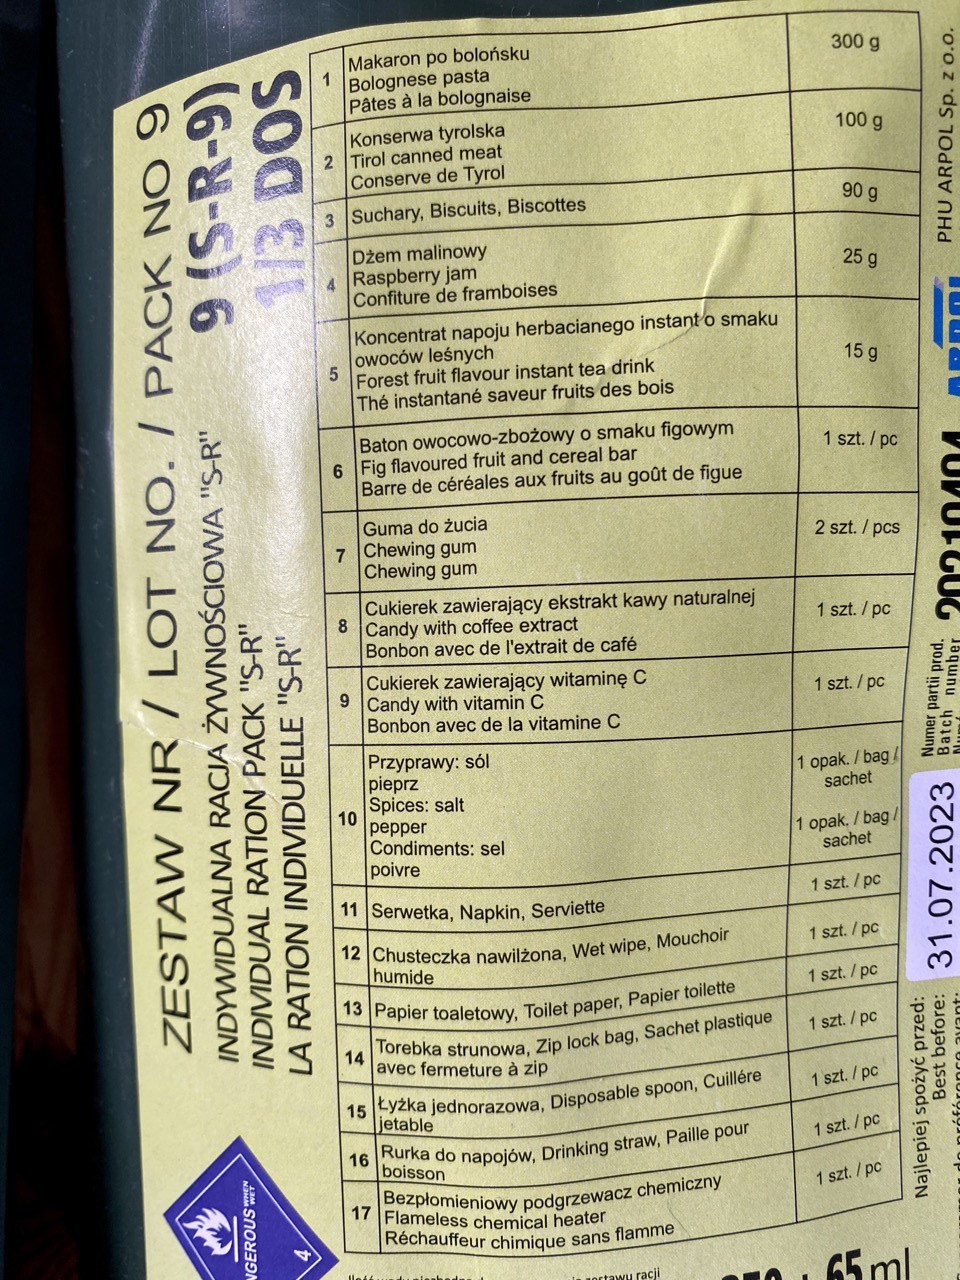 ZESTAW NR / LOT NO. / PACK NO 9
9 (S-R-9)
1/3 DOS
INDYWIDUALNA RACJA ŻYWNOŚCIOWA "S-R"
INDIVIDUAL RATION PACK "S-R"
LA RATION INDIVIDUELLE "S-R"
1 Makaron po bolońsku 300 g
Bolognese pasta
Pâtes à la bolognaise
2 Konserwa tyrolska 100 g
Tirol canned meat
Conserve de Tyrol
3 Suchary, Biscuits, Biscottes 90 g
4 Dżem malinowy 25 g
Raspberry jam
Confiture de framboises
5 Koncentrat napoju herbacianego instant o smaku 15 g
owoców leśnych
Forest fruit flavour instant tea drink
Thé instantané saveur fruits des bois
6 Baton owocowo-zbożowy o smaku figowym 1 szt. / pc
Fig flavoured fruit and cereal bar
Barre de céréales aux fruits au goût de figue
7 Guma do żucia 2 szt. / pcs
Chewing gum
Chewing gum
8 Cukierek zawierający ekstrakt kawy naturalnej 1 szt. / pc
Candy with coffee extract
Bonbon avec de l'extrait de café
9 Cukierek zawierający witaminę C 1 szt. / pc
Candy with vitamin C
Bonbon avec de la vitamine C
10 Przyprawy: sól 1 opak. / bag /
pieprz sachet
Spices: salt
pepper 1 opak. / bag /
Condiments: sel sachet
poivre
11 Serwetka, Napkin, Serviette 1 szt. / pc
12 Chusteczka nawilżona, Wet wipe, Mouchoir 1 szt. / pc
humide
13 Papier toaletowy, Toilet paper, Papier toilette 1 szt. / pc
14 Torebka strunowa, Zip lock bag, Sachet plastique 1 szt. / pc
avec fermeture à zip
15 Łyżka jednorazowa, Disposable spoon, Cuillére 1 szt. / pc
jetable
16 Rurka do napojów, Drinking straw, Paille pour 1 szt. / pc
boisson
17 Bezpłomieniowy podgrzewacz chemiczny 1 szt. / pc
Flameless chemical heater
Réchauffeur chimique sans flamme
NGEROUS WHEN
WET
4
PHU ARPOL Sp. z o.o.
Numer partii prod.
Batch number
20210404
Najlepiej spożyć przed:
Best before:
31.07.2023
65 ml